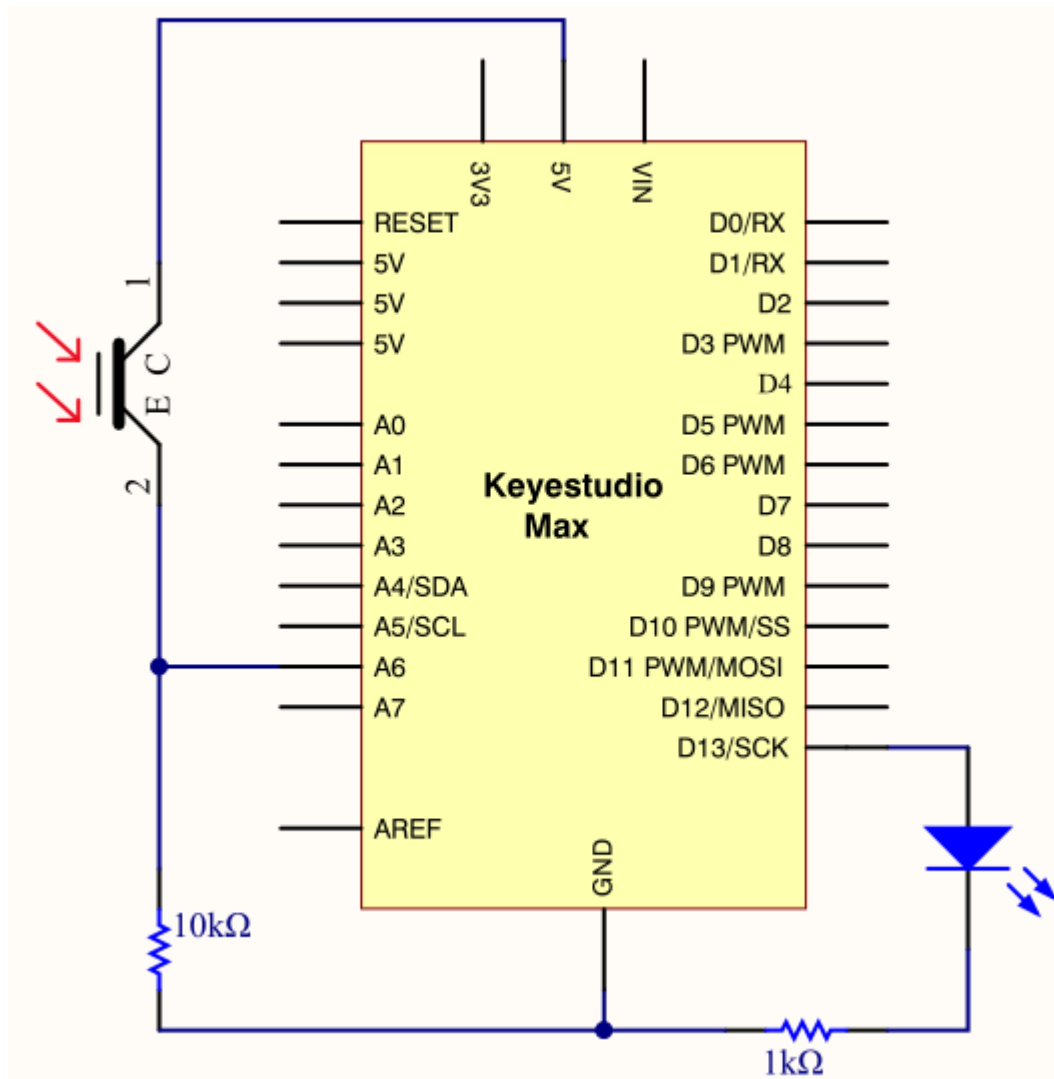 3V3
5V
VIN
RESET
5V
5V
5V
A0
A1
A2
A3
A4/SDA
A5/SCL
A6
A7
AREF
Keyestudio
Max
D0/RX
D1/RX
D2
D3 PWM
D4
D5 PWM
D6 PWM
D7
D8
D9 PWM
D10 PWM/SS
D11 PWM/MOSI
D12/MISO
D13/SCK
GND
1
E C
2
10kΩ
1kΩ